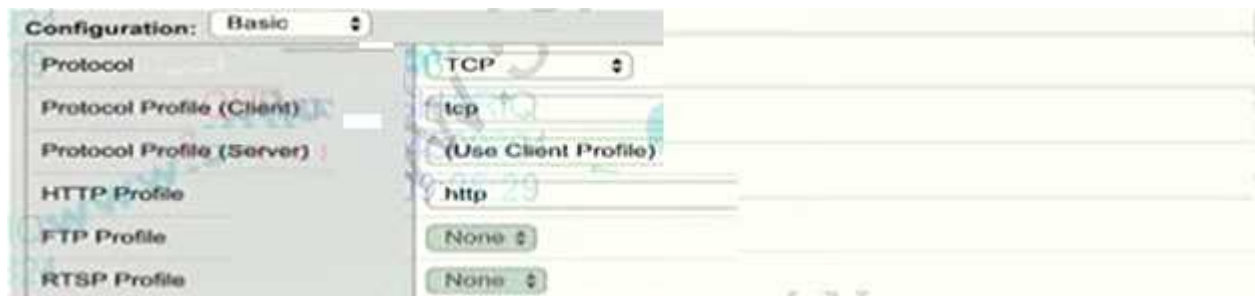 Configuration: Basic
Protocol TCP
Protocol Profile (Client) tcp
Protocol Profile (Server) (Use Client Profile)
HTTP Profile http
FTP Profile None
RTSP Profile None